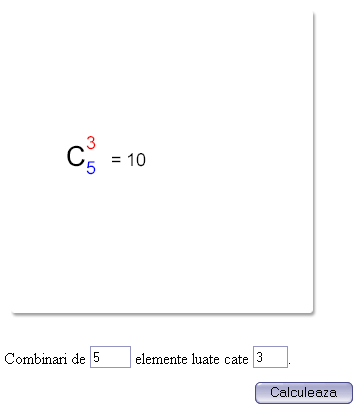 C 3 5 = 10
Combinari de 5 elemente luate cate 3.
Calculeaza